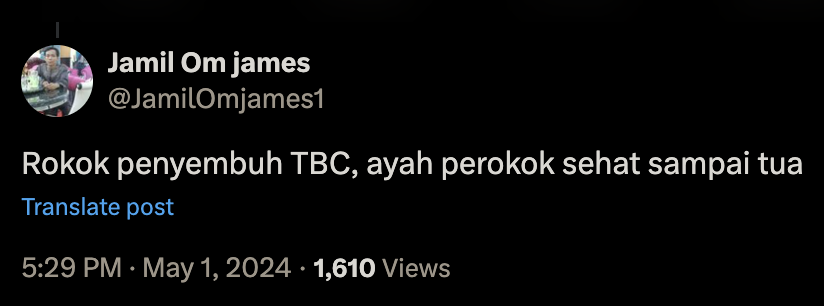 Jamil Om james
@JamilOmjames1
Rokok penyembuh TBC, ayah perokok sehat sampai tua
Translate post
5:29 PM · May 1, 2024 · 1,610 Views